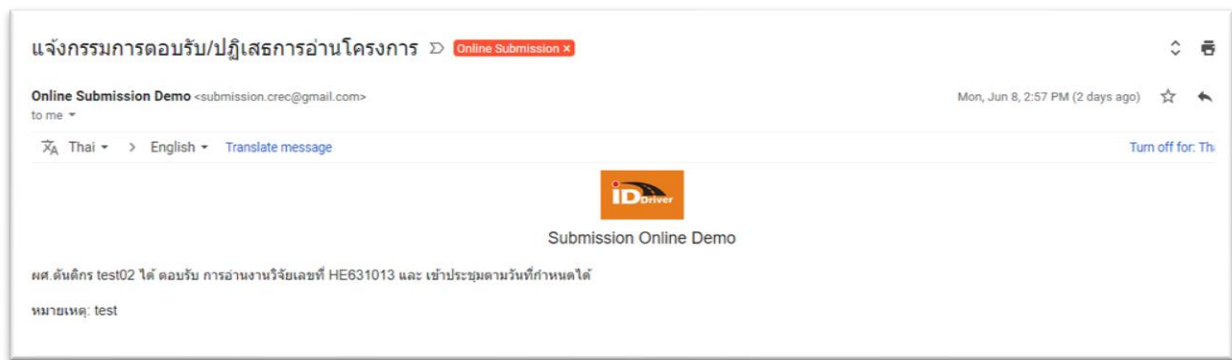 แจ้งกรรมการตอบรับ/ปฏิเสธการอ่านโครงการ Online Submission x
Online Submission Demo <submission.crec@gmail.com> Mon, Jun 8, 2:57 PM (2 days ago)
to me
Thai > English Translate message Turn off for: Tha
iD Driver
Submission Online Demo
ผศ.ตันติกร test02 ได้ ตอบรับ การอ่านงานวิจัยเลขที่ HE631013 และ เข้าประชุมตามวันที่กำหนดได้
หมายเหตุ: test